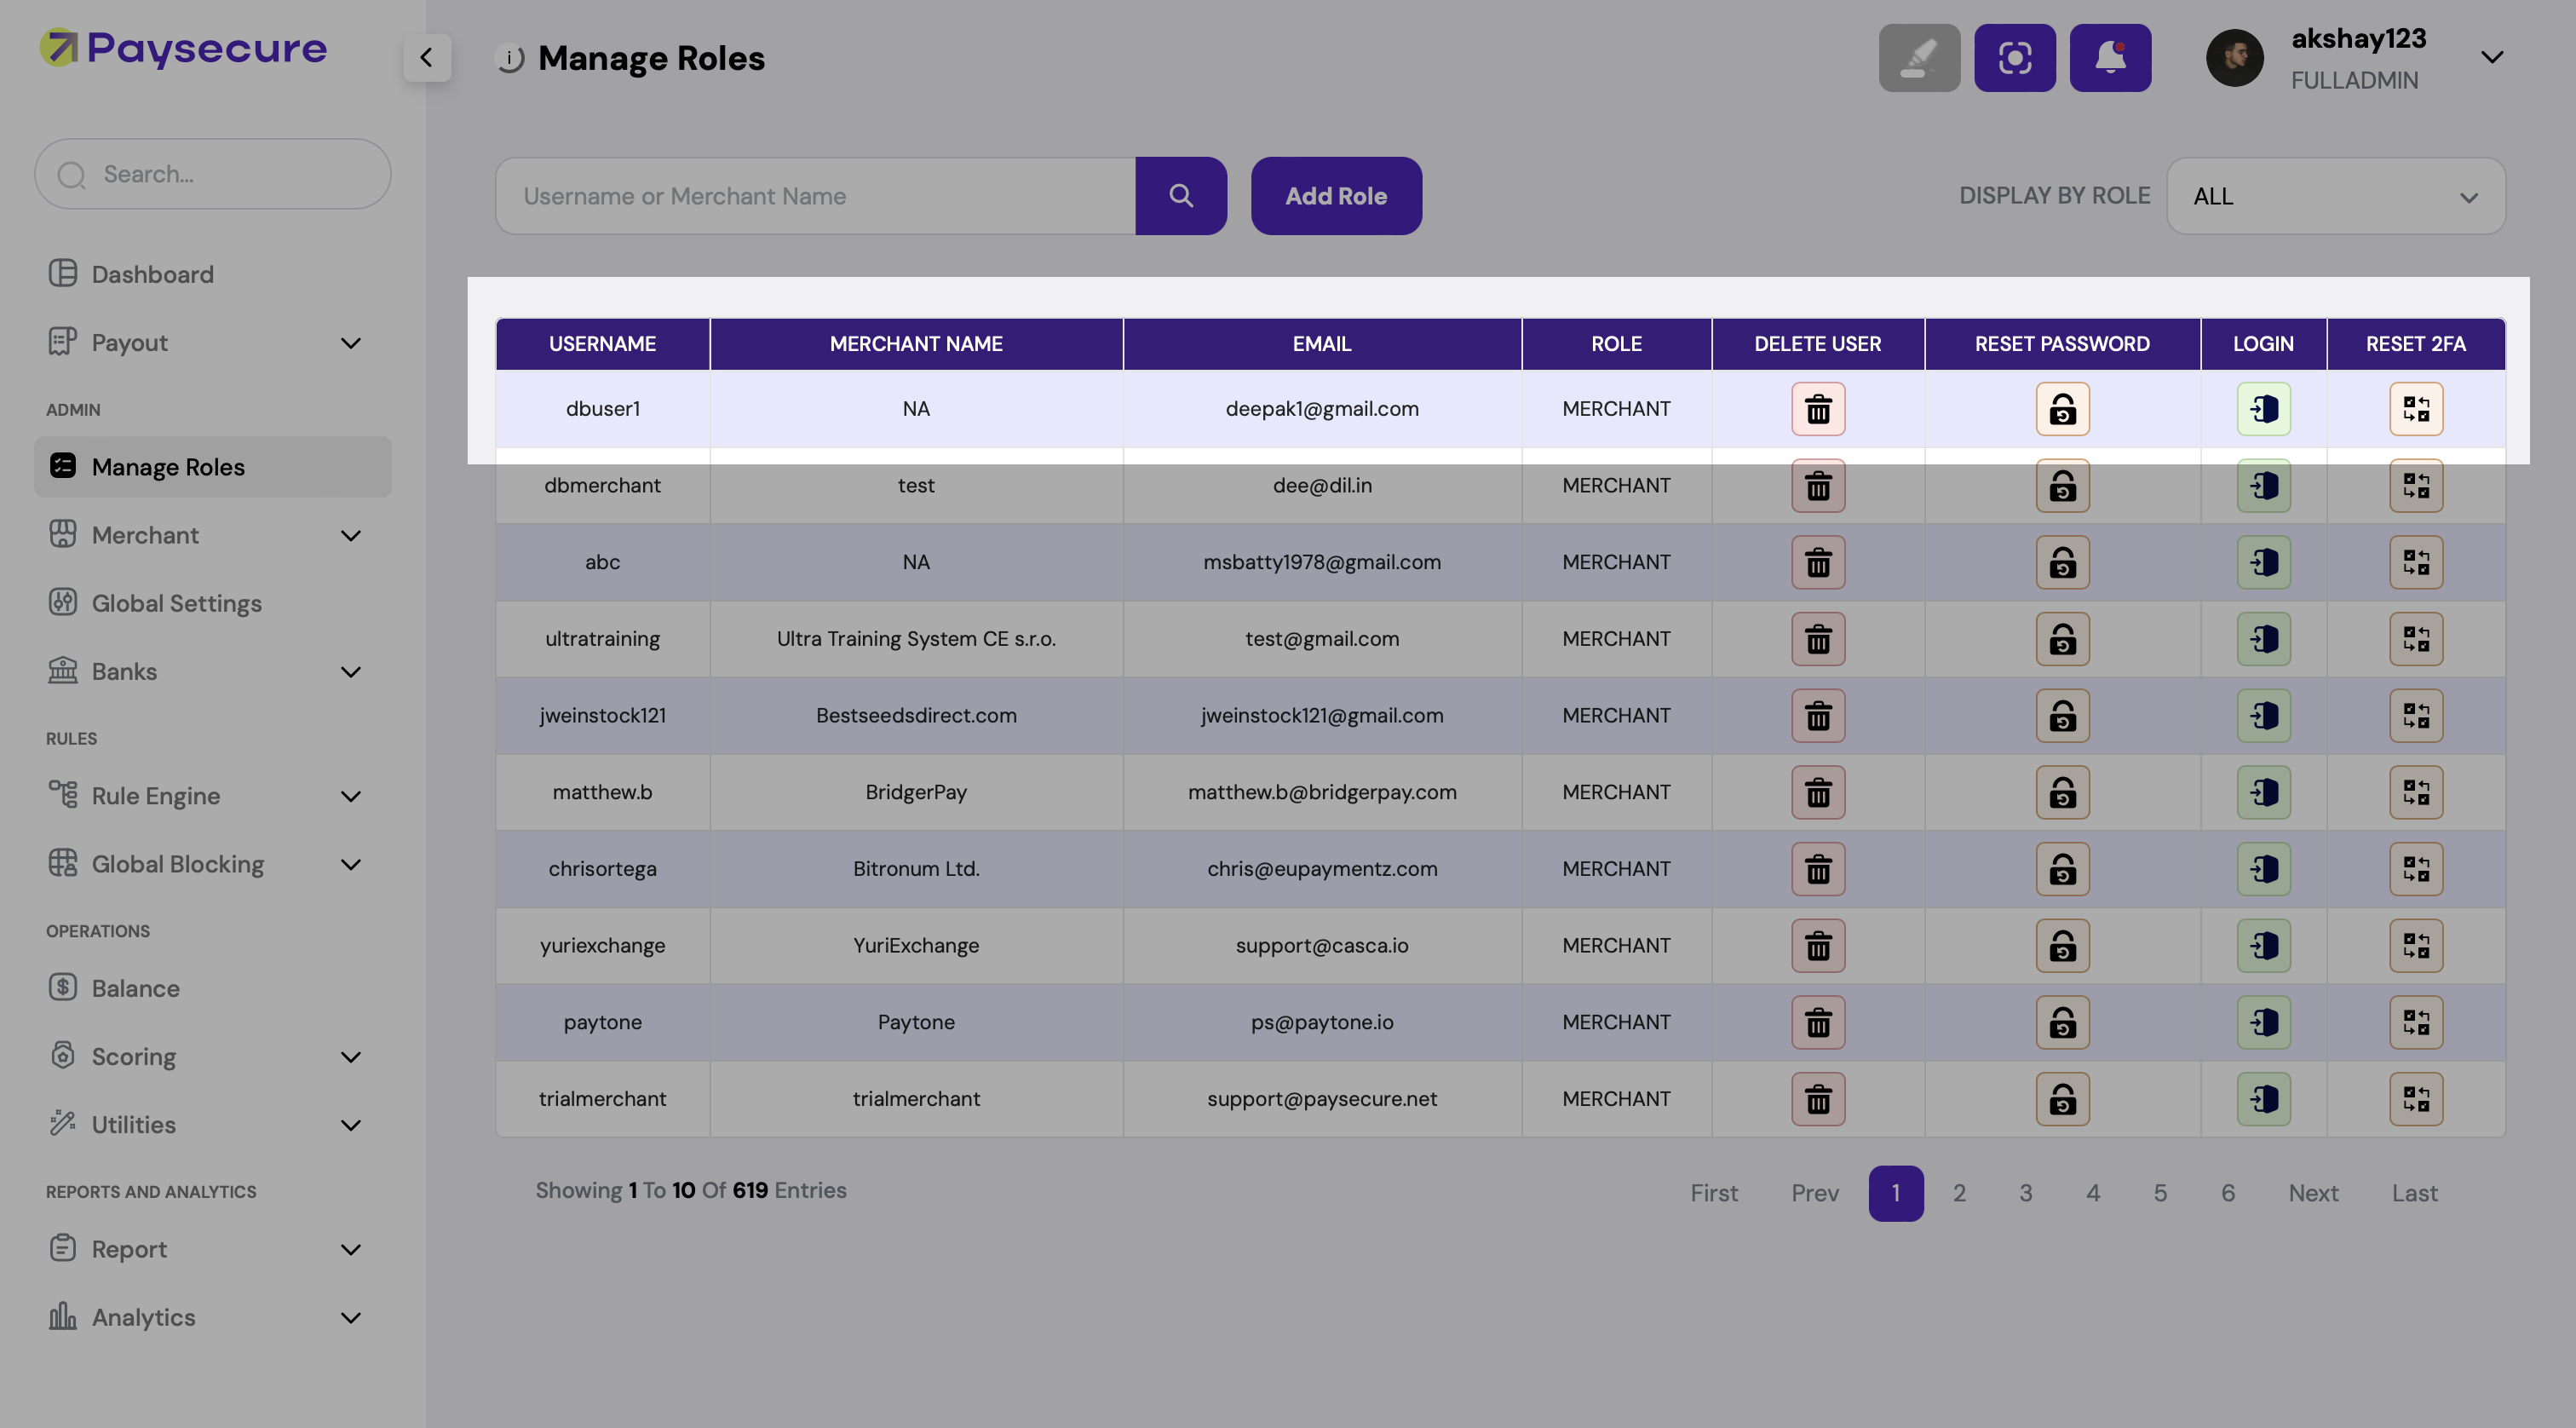 Paysecure
Search...
Dashboard
Payout
ADMIN
Manage Roles
Merchant
Global Settings
Banks
RULES
Rule Engine
Global Blocking
OPERATIONS
Balance
Scoring
Utilities
REPORTS AND ANALYTICS
Report
Analytics
i Manage Roles
akshay123
FULLADMIN
Username or Merchant Name
Add Role
DISPLAY BY ROLE ALL
USERNAME MERCHANT NAME EMAIL ROLE DELETE USER RESET PASSWORD LOGIN RESET 2FA
dbuser1 NA deepak1@gmail.com MERCHANT
dbmerchant test dee@dil.in MERCHANT
abc NA msbatty1978@gmail.com MERCHANT
ultratraining Ultra Training System CE s.r.o. test@gmail.com MERCHANT
jweinstock121 Bestseedsdirect.com jweinstock121@gmail.com MERCHANT
matthew.b BridgerPay matthew.b@bridgerpay.com MERCHANT
chrisortega Bitronum Ltd. chris@eupaymentz.com MERCHANT
yuriexchange YuriExchange support@casca.io MERCHANT
paytone Paytone ps@paytone.io MERCHANT
trialmerchant trialmerchant support@paysecure.net MERCHANT
Showing 1 To 10 Of 619 Entries
First Prev 1 2 3 4 5 6 Next Last